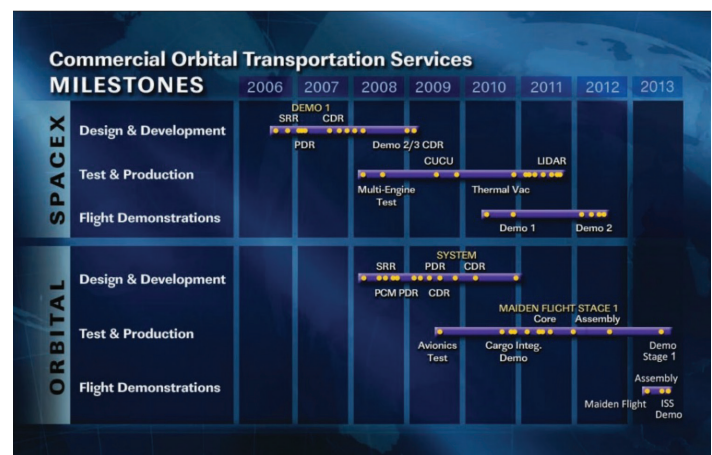 Commercial Orbital Transportation Services
MILESTONES
2006 2007 2008 2009 2010 2011 2012 2013
SPACEX
DEMO 1
SRR CDR
Design & Development
PDR Demo 2/3 CDR
CUCU LIDAR
Test & Production
Multi-Engine Thermal Vac
Test
Flight Demonstrations
Demo 1 Demo 2
ORBITAL
SYSTEM
SRR PDR CDR
Design & Development
PCM PDR CDR
MAIDEN FLIGHT STAGE 1
Core Assembly
Test & Production
Avionics Cargo Integ. Demo
Test Demo Stage 1
Assembly
Flight Demonstrations
Maiden Flight ISS
Demo